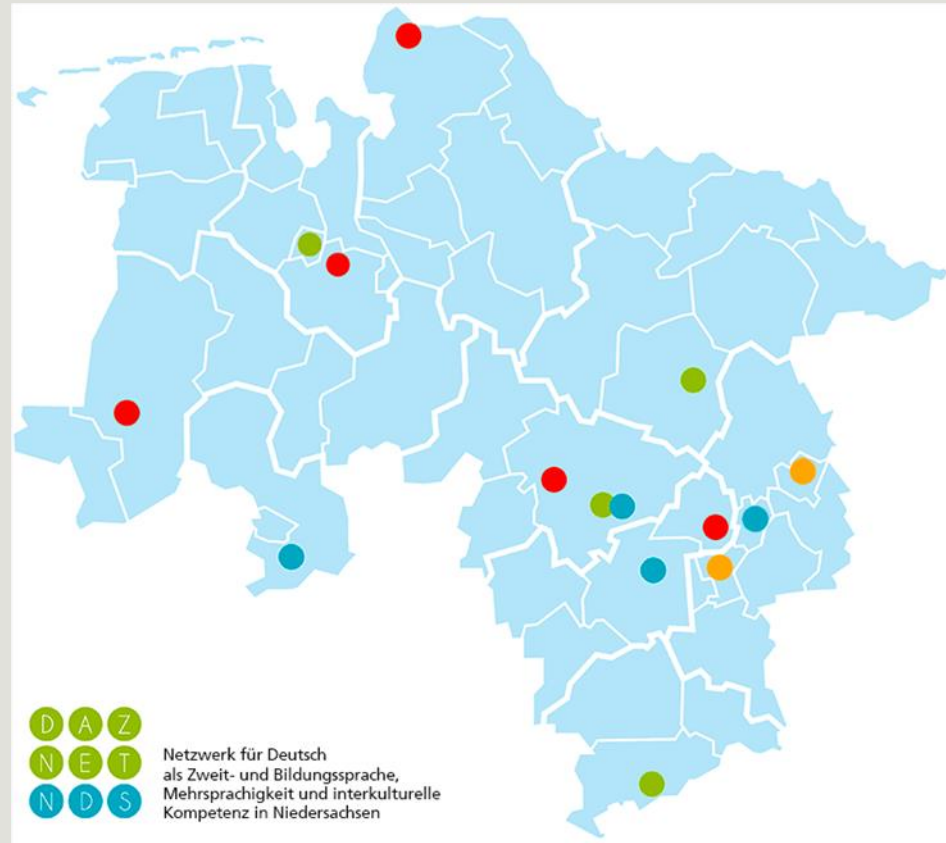 D A Z
N E T
N D S
Netzwerk für Deutsch
als Zweit- und Bildungssprache,
Mehrsprachigkeit und interkulturelle
Kompetenz in Niedersachsen